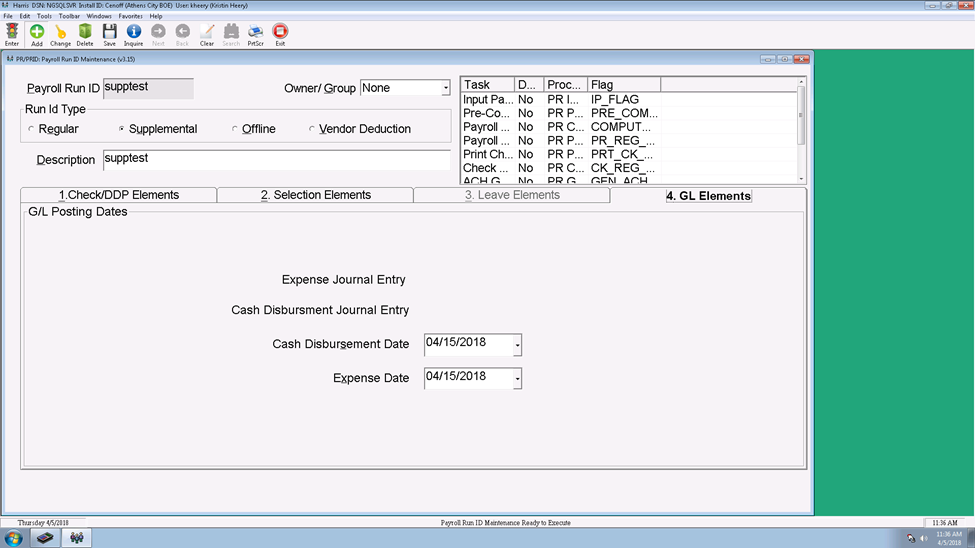 Harris DSN: NGSQLSVR Install ID: Cenoff (Athens City BOE) User: kheery (Kristin Heery)
File Edit Tools Toolbar Windows Favorites Help
Enter Add Change Delete Save Inquire Next Back Clear Search PrtScr Exit
PR/PRID: Payroll Run ID Maintenance (v3.15)
Payroll Run ID supptest Owner/ Group None
Run Id Type
Regular Supplemental Offline Vendor Deduction
Description supptest
Task D... Proc... Flag
Input Pa... No PR I... IP_FLAG
Pre-Co... No PR P... PRE_COM...
Payroll ... No PR C... COMPUT...
Payroll ... No PR P... PR_REG_...
Print Ch... No PR P... PRT_CK_...
Check ... No PR C... CK_REG_...
ACH G... No PR G... GEN_ACH...
1.Check/DDP Elements 2. Selection Elements 3. Leave Elements 4. GL Elements
G/L Posting Dates
Expense Journal Entry
Cash Disbursment Journal Entry
Cash Disbursement Date 04/15/2018
Expense Date 04/15/2018
Thursday 4/5/2018 Payroll Run ID Maintenance Ready to Execute 11:36 AM
11:36 AM
4/5/2018